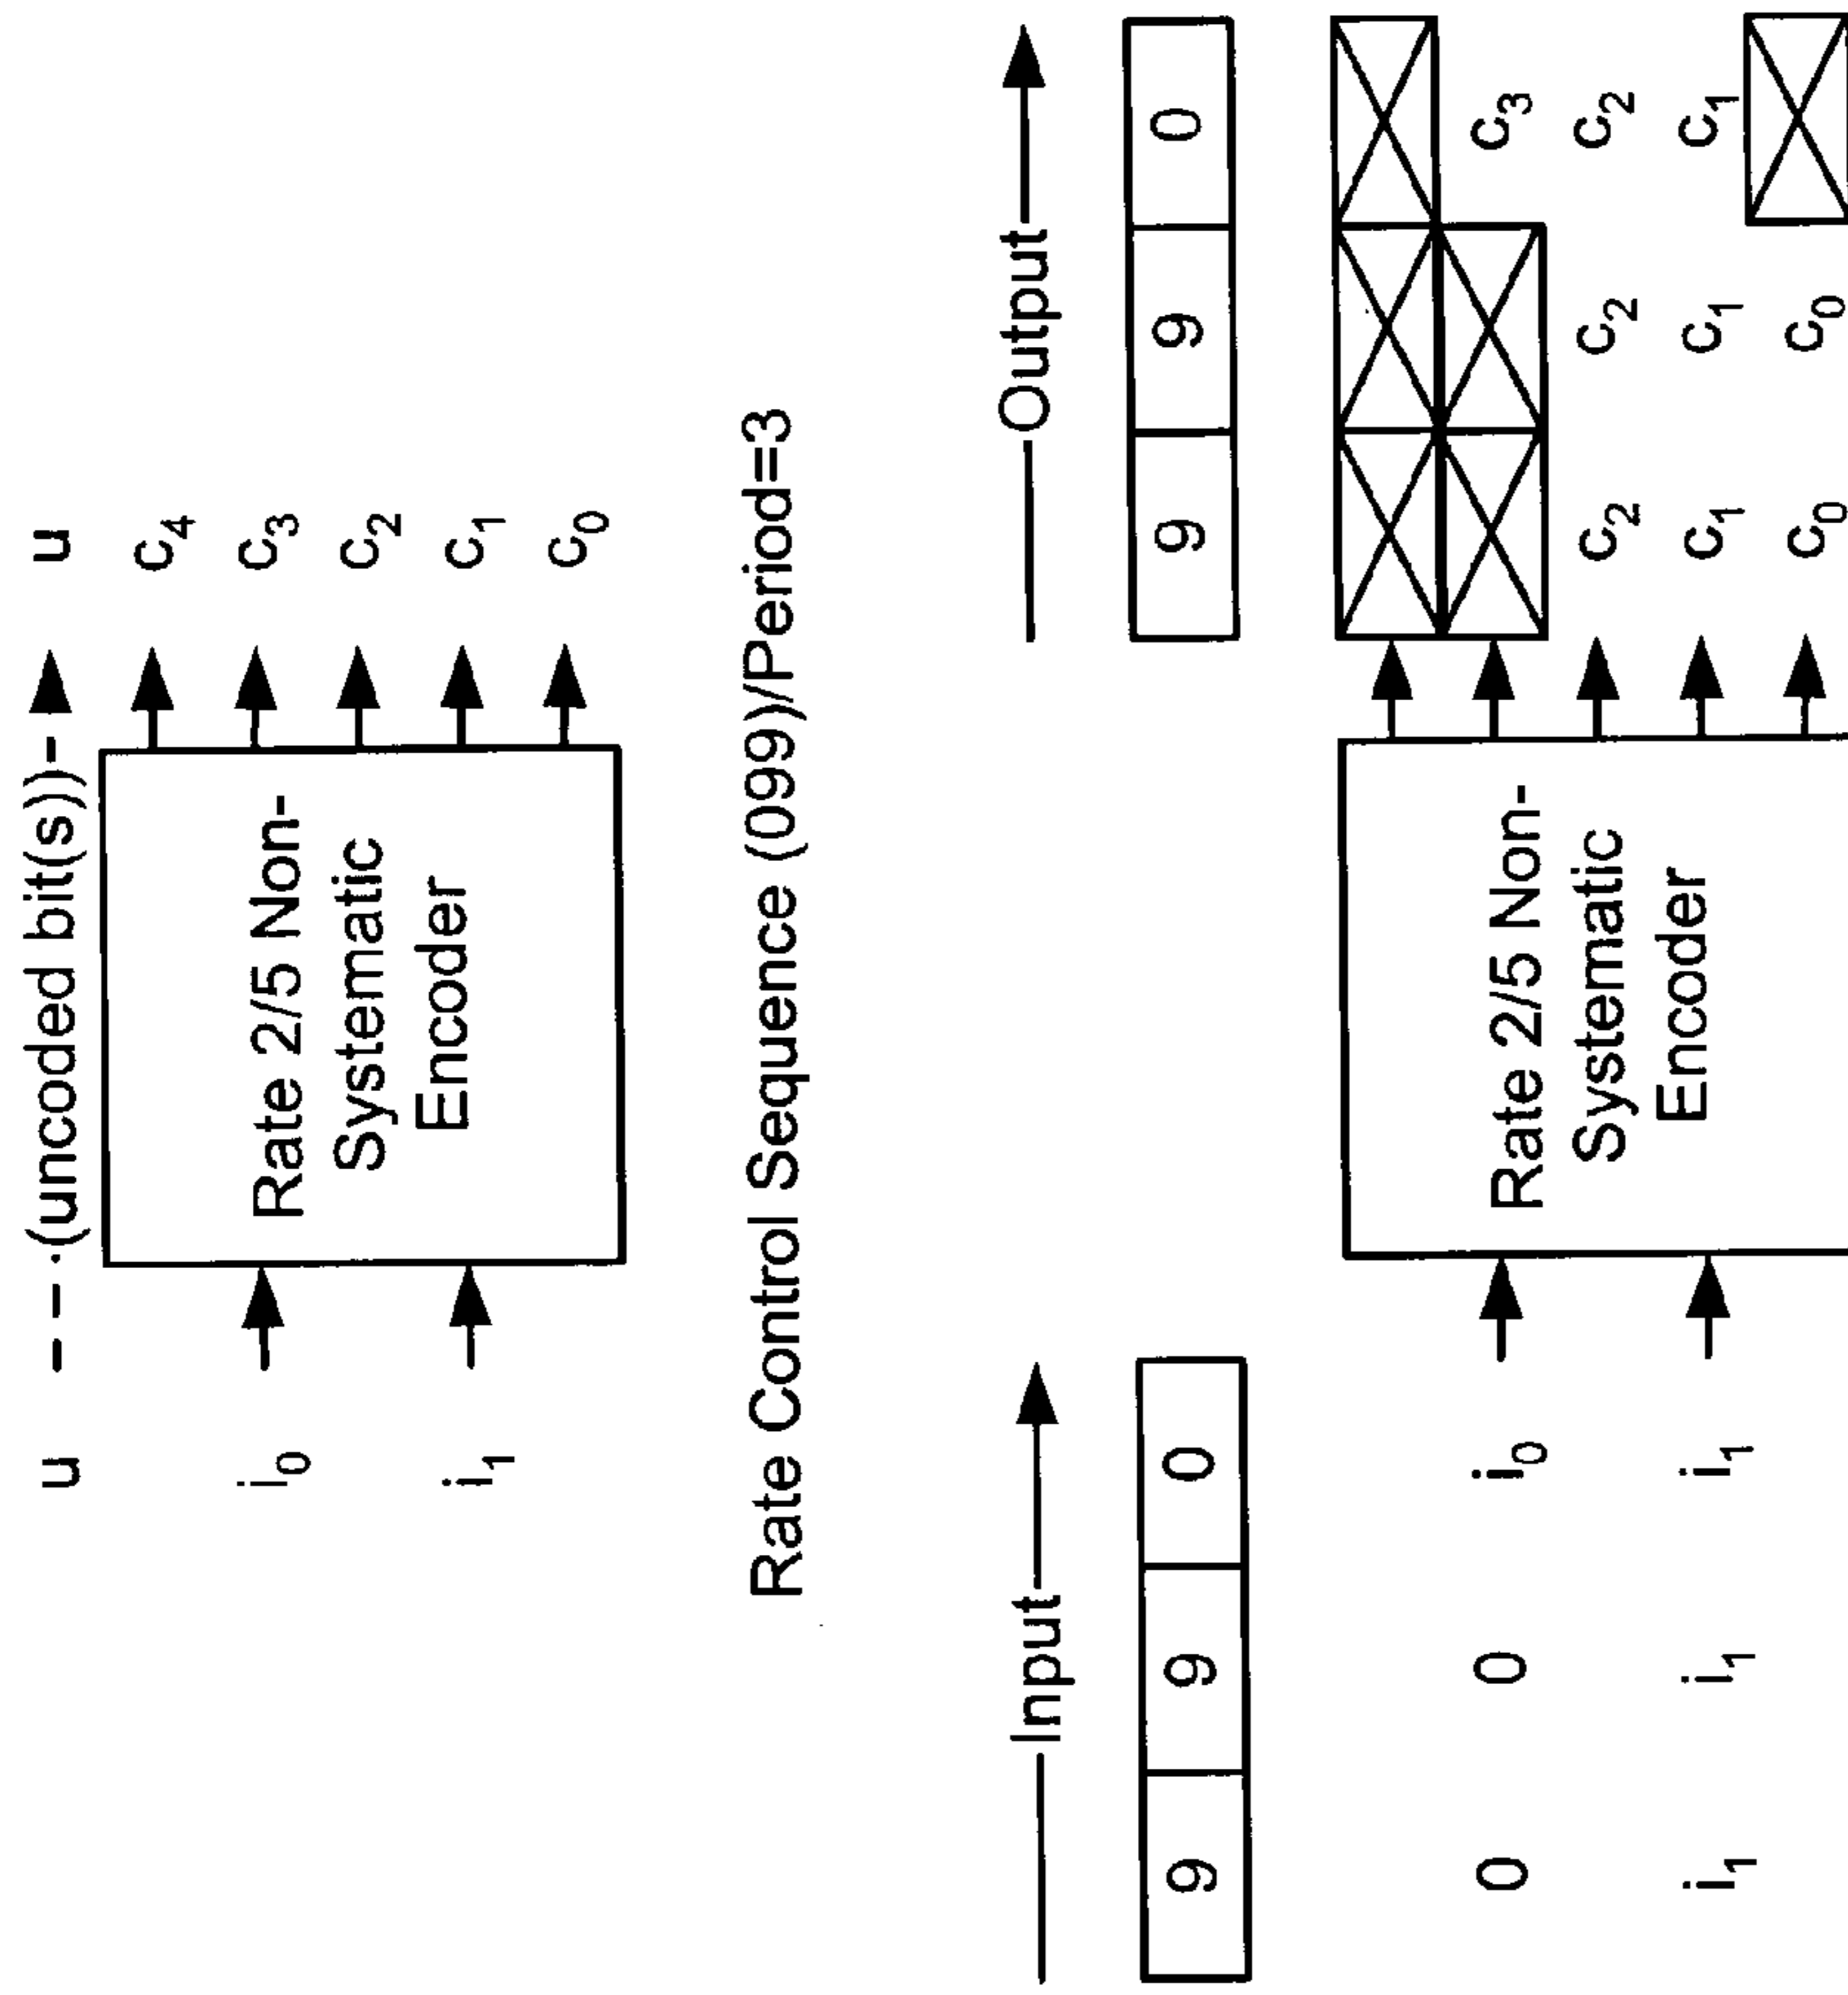 u (uncoded bit(s)) u
c₄
i₀ Rate 2//5 Non- c₃
Systematic c₂
i₁ Encoder c₁
c₀
Rate Control Sequence (099)/Period=3
Input Output
9 9 0 9 9 0
0 0 i₀ Rate 2//5 Non- c₃
Systematic c₂ c₂ c₂
i₁ i₁ i₁ Encoder c₁ c₁ c₁
c₀ c₀